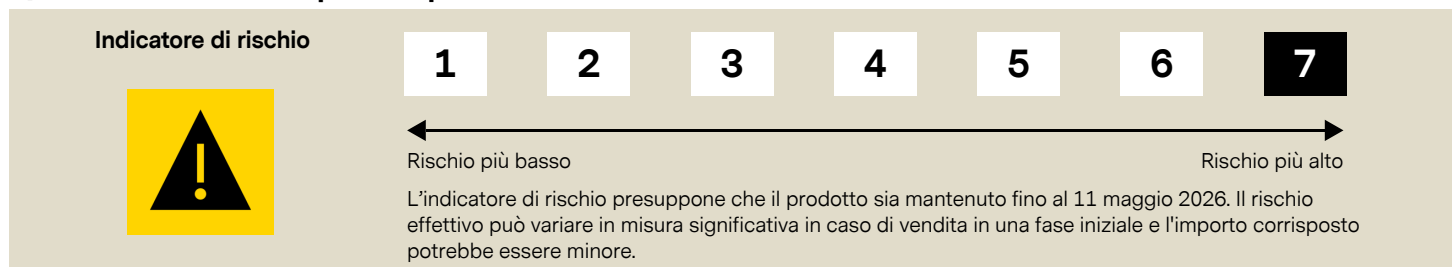 Indicatore di rischio
1 2 3 4 5 6 7
Rischio più basso Rischio più alto
L'indicatore di rischio presuppone che il prodotto sia mantenuto fino al 11 maggio 2026. Il rischio
effettivo può variare in misura significativa in caso di vendita in una fase iniziale e l'importo corrisposto
potrebbe essere minore.